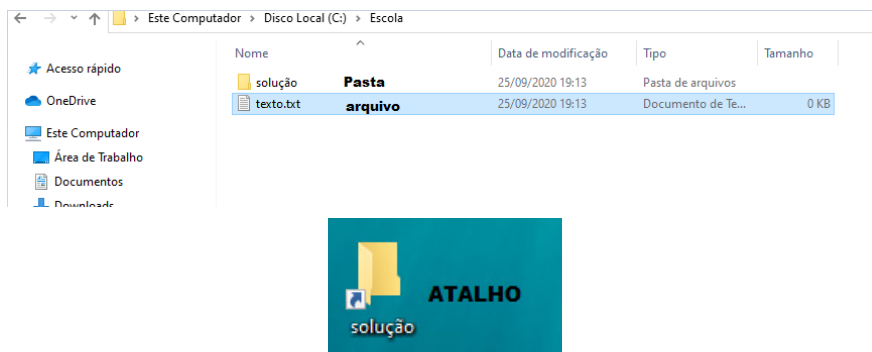 Este Computador > Disco Local (C:) > Escola
Nome Data de modificação Tipo Tamanho
Acesso rápido
solução Pasta 25/09/2020 19:13 Pasta de arquivos
OneDrive
texto.txt arquivo 25/09/2020 19:13 Documento de Te... 0 KB
Este Computador
Área de Trabalho
Documentos
Downloads
ATALHO
solução